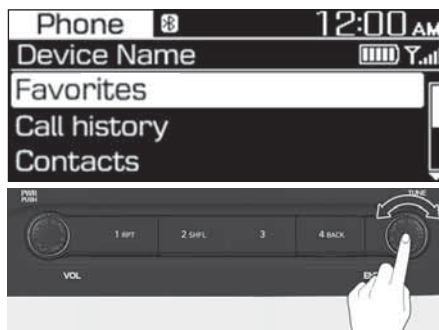 Phone 12:00 AM
Device Name
Favorites
Call history
Contacts
PWR TUNE
PUSH
1 RPT 2 SHFL 3 4 BACK
VOL